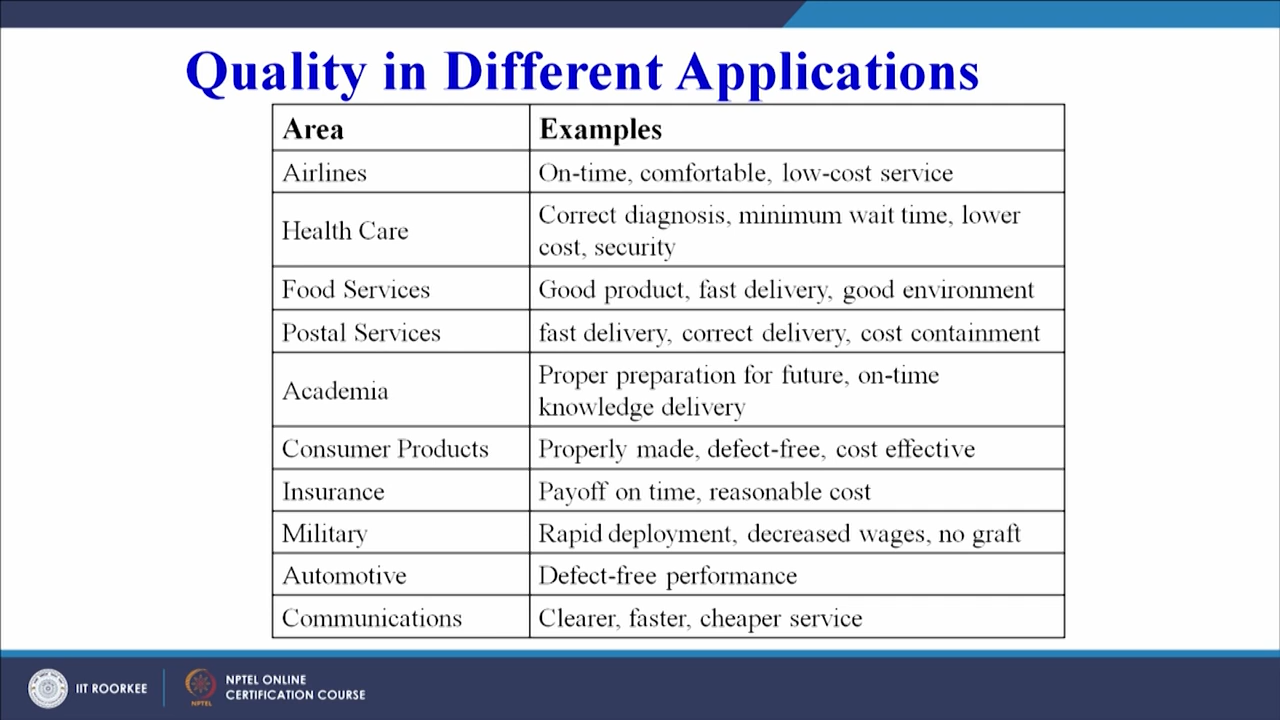 Quality in Different Applications
Area
Examples
Airlines
On-time, comfortable, low-cost service
Health Care
Correct diagnosis, minimum wait time, lower
cost, security
Food Services
Good product, fast delivery, good environment
Postal Services
fast delivery, correct delivery, cost containment
Academia
Proper preparation for future, on-time
knowledge delivery
Consumer Products
Properly made, defect-free, cost effective
Insurance
Payoff on time, reasonable cost
Military
Rapid deployment, decreased wages, no graft
Automotive
Defect-free performance
Communications
Clearer, faster, cheaper service
IIT ROORKEE
NPTEL
NPTEL ONLINE
CERTIFICATION COURSE